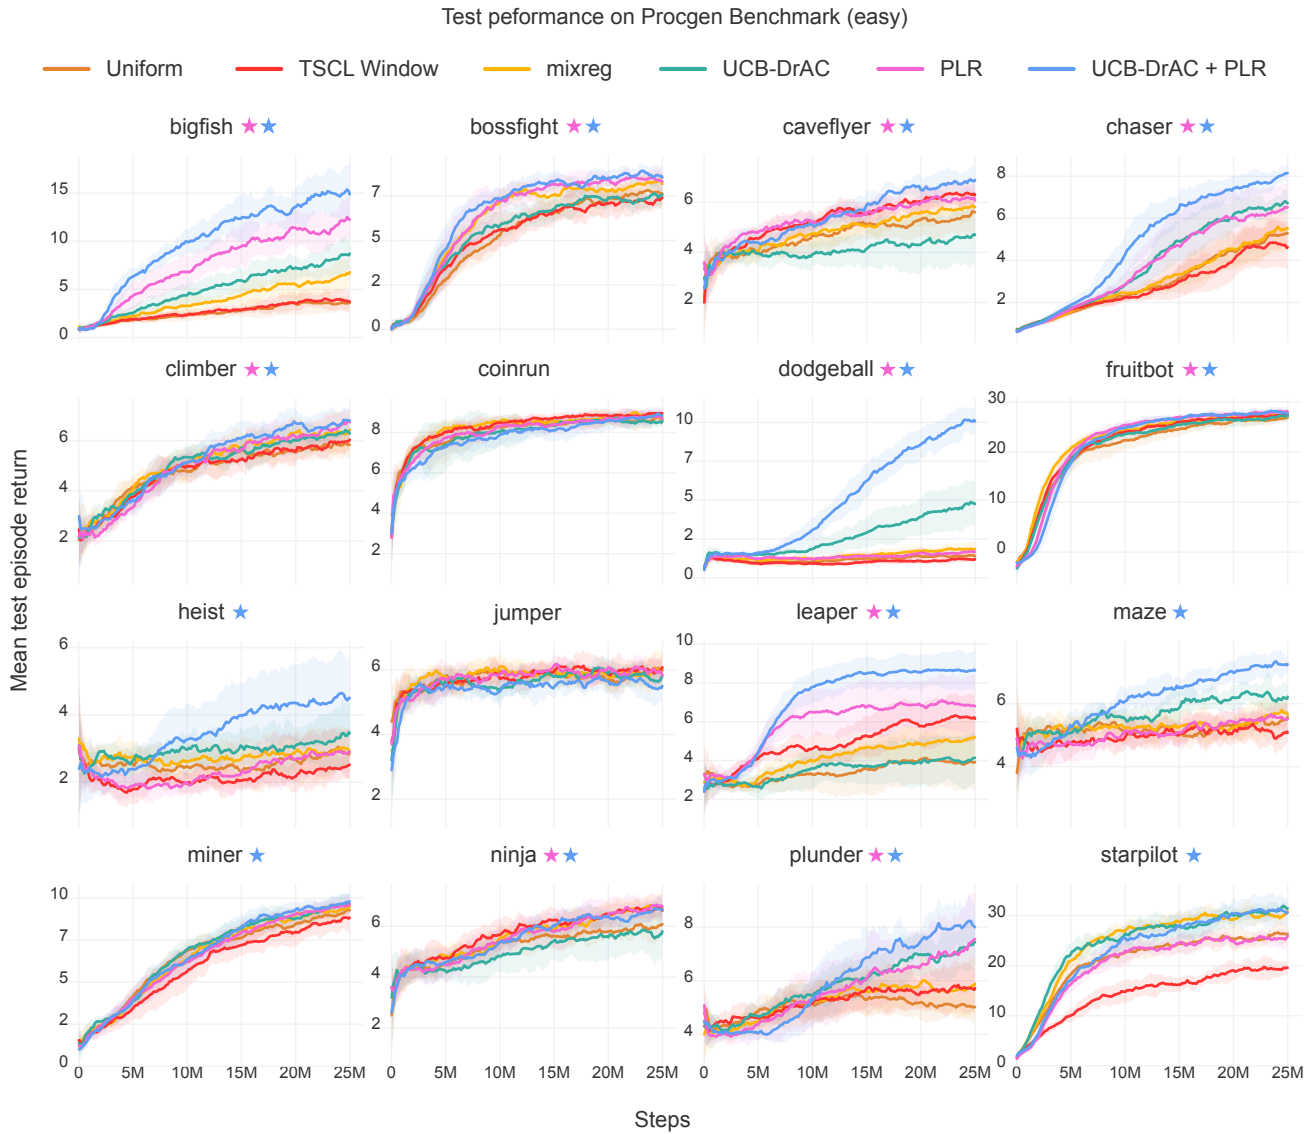 Test peformance on Procgen Benchmark (easy)
Uniform TSCL Window mixreg UCB-DrAC PLR UCB-DrAC + PLR
bigfish ★★ bossfight ★★ caveflyer ★★ chaser ★★
15 10 5 0
7 5 2 0
6 4 2
8 6 4 2
climber ★★ coinrun dodgeball ★★ fruitbot ★★
6 4 2
8 6 4 2
10 7 5 2 0
30 20 10 0
Mean test episode return
heist ★ jumper leaper ★★ maze ★
6 4 2
6 4 2
10 8 6 4 2
6 4
miner ★ ninja ★★ plunder ★★ starpilot ★
10 7 5 2 0
6 4 2
8 6 4
30 20 10 0
0 5M 10M 15M 20M 25M 0 5M 10M 15M 20M 25M 0 5M 10M 15M 20M 25M 0 5M 10M 15M 20M 25M
Steps